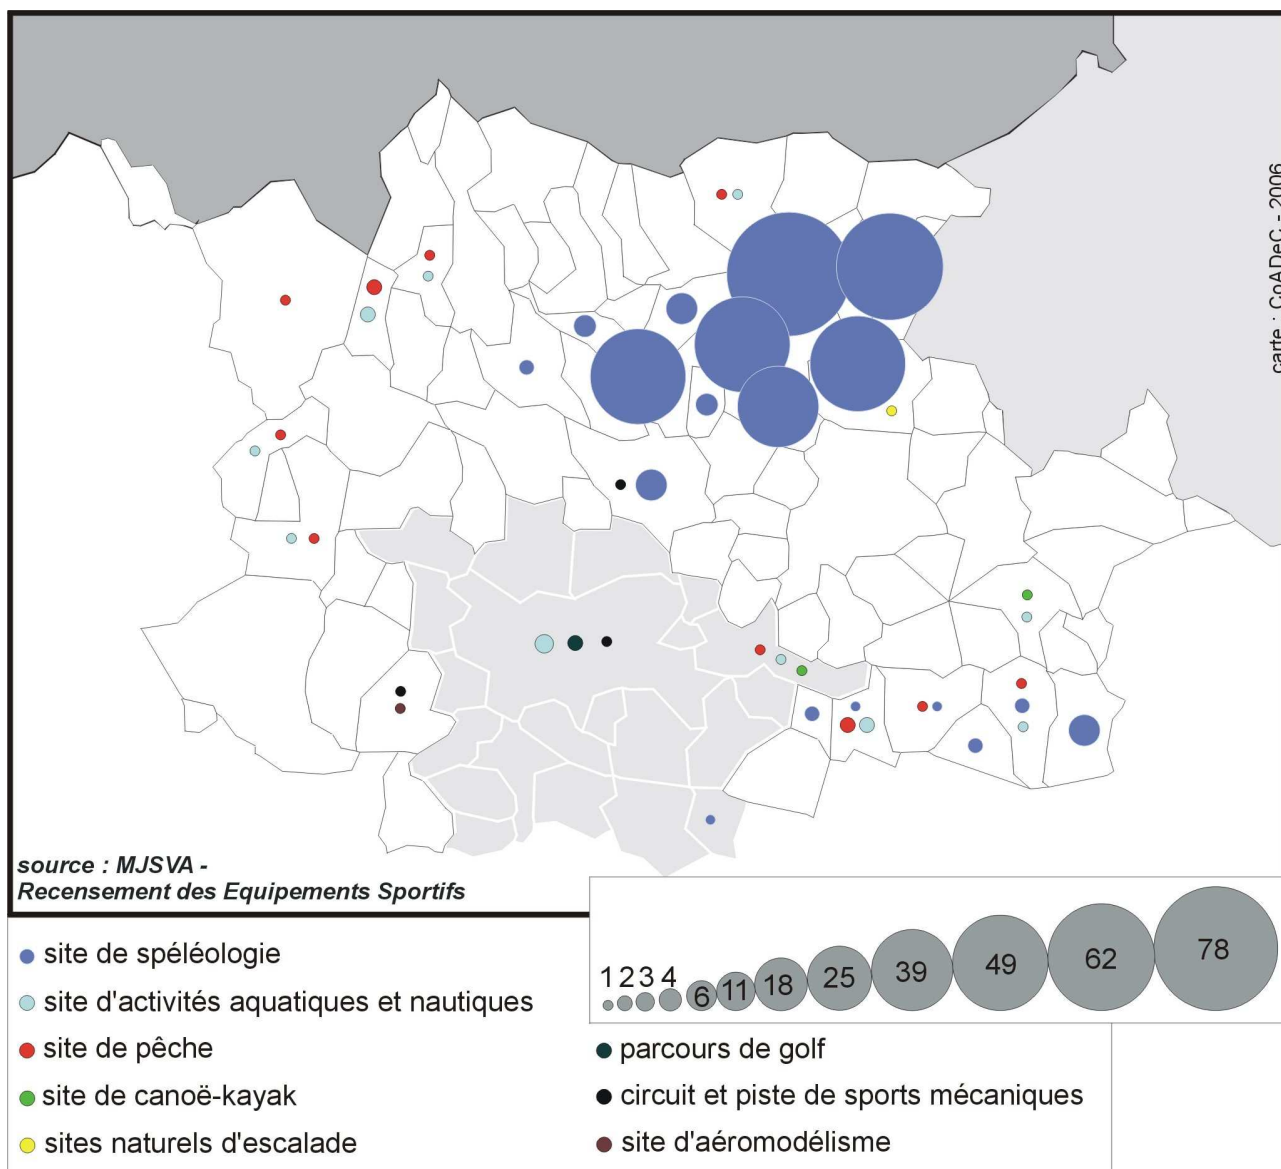 carte : CoADeC - 2006
source : MJSVA -
Recensement des Equipements Sportifs
1 2 3 4 6 11 18 25 39 49 62 78
site de spéléologie
site d'activités aquatiques et nautiques
site de pêche
site de canoë-kayak
sites naturels d'escalade
parcours de golf
circuit et piste de sports mécaniques
site d'aéromodélisme